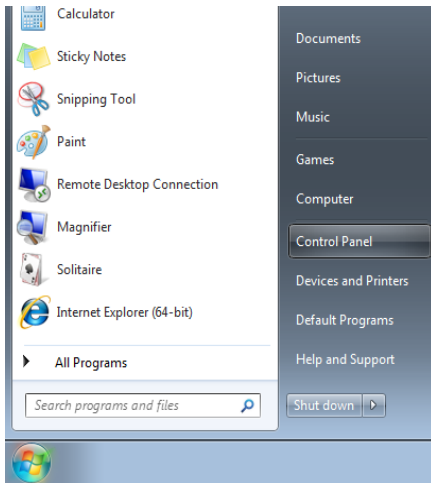 Calculator
Sticky Notes
Snipping Tool
Paint
Remote Desktop Connection
Magnifier
Solitaire
Internet Explorer (64-bit)
All Programs
Search programs and files
Documents
Pictures
Music
Games
Computer
Control Panel
Devices and Printers
Default Programs
Help and Support
Shut down